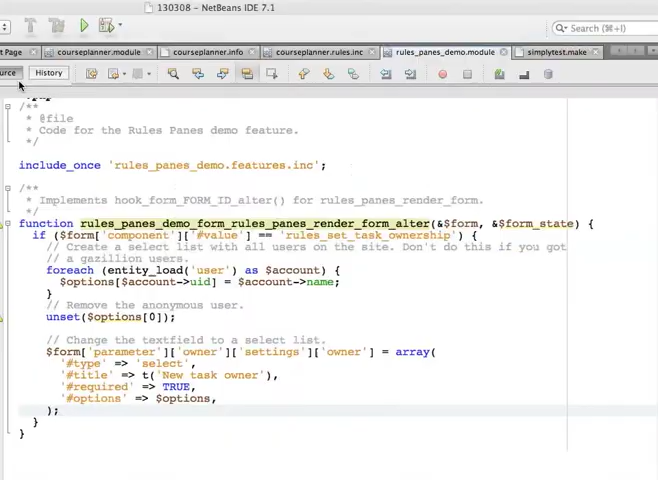 130308 - NetBeans IDE 7.1
Search (⌘+I)
t Page courseplanner.module courseplanner.info courseplanner.rules.inc rules_panes_demo.module simplytest.make
urce History
/**
 * @file
 * Code for the Rules Panes demo feature.
 */
include_once 'rules_panes_demo.features.inc';
/**
 * Implements hook_form_FORM_ID_alter() for rules_panes_render_form.
 */
function rules_panes_demo_form_rules_panes_render_form_alter(&$form, &$form_state) {
if ($form['component']['#value'] == 'rules_set_task_ownership') {
// Create a select list with all users on the site. Don't do this if you got
// a gazillion users.
foreach (entity_load('user') as $account) {
$options[$account->uid] = $account->name;
}
// Remove the anonymous user.
unset($options[0]);
// Change the textfield to a select list.
$form['parameter']['owner']['settings']['owner'] = array(
'#type' => 'select',
'#title' => t('New task owner'),
'#required' => TRUE,
'#options' => $options,
);
}
}